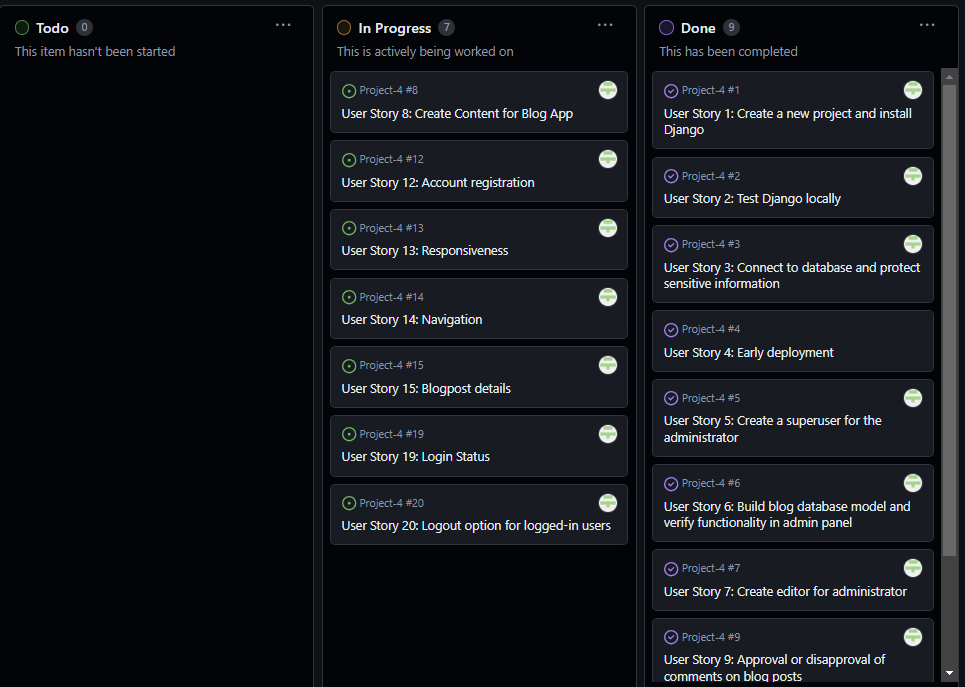 Todo 0
This item hasn't been started
In Progress 7
This is actively being worked on
Project-4 #8
User Story 8: Create Content for Blog App
Project-4 #12
User Story 12: Account registration
Project-4 #13
User Story 13: Responsiveness
Project-4 #14
User Story 14: Navigation
Project-4 #15
User Story 15: Blogpost details
Project-4 #19
User Story 19: Login Status
Project-4 #20
User Story 20: Logout option for logged-in users
Done 9
This has been completed
Project-4 #1
User Story 1: Create a new project and install
Django
Project-4 #2
User Story 2: Test Django locally
Project-4 #3
User Story 3: Connect to database and protect
sensitive information
Project-4 #4
User Story 4: Early deployment
Project-4 #5
User Story 5: Create a superuser for the
administrator
Project-4 #6
User Story 6: Build blog database model and
verify functionality in admin panel
Project-4 #7
User Story 7: Create editor for administrator
Project-4 #9
User Story 9: Approval or disapproval of
comments on blog posts